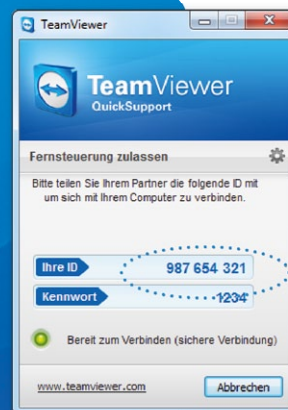 TeamViewer
TeamViewer
QuickSupport
Fernsteuerung zulassen
Bitte teilen Sie Ihrem Partner die folgende ID mit
um sich mit Ihrem Computer zu verbinden.
Ihre ID 987 654 321
Kennwort 1234
Bereit zum Verbinden (sichere Verbindung)
www.teamviewer.com Abbrechen